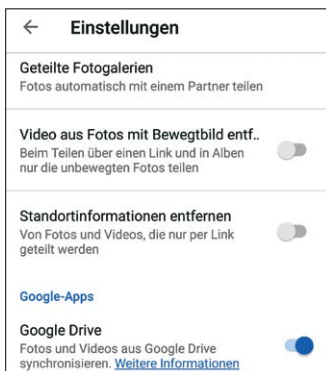 Einstellungen
Geteilte Fotogalerien
Fotos automatisch mit einem Partner teilen
Video aus Fotos mit Bewegtbild entf..
Beim Teilen über einen Link und in Alben
nur die unbewegten Fotos teilen
Standortinformationen entfernen
Von Fotos und Videos, die nur per Link
geteilt werden
Google-Apps
Google Drive
Fotos und Videos aus Google Drive
synchronisieren. Weitere Informationen